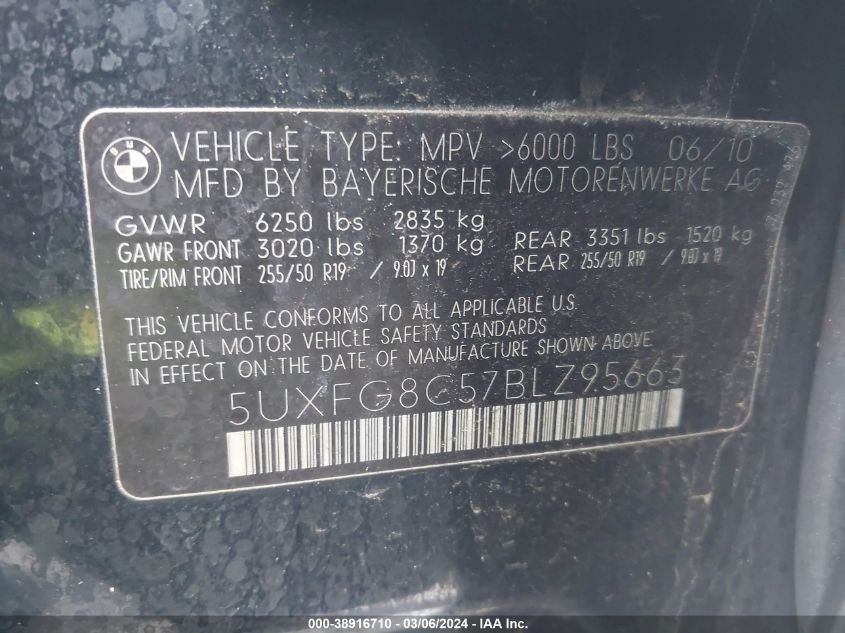 BMW
VEHICLE TYPE: MPV >6000 LBS 06/10
MFD BY BAYERISCHE MOTORENWERKE AG
GVWR 6250 lbs 2835 kg
GAWR FRONT 3020 lbs 1370 kg REAR 3351 lbs 1520 kg
TIRE/RIM FRONT 255/50 R19 / 9.0J x 19 REAR 255/50 R19 / 9.0J x 19
THIS VEHICLE CONFORMS TO ALL APPLICABLE U.S.
FEDERAL MOTOR VEHICLE SAFETY STANDARDS
IN EFFECT ON THE DATE OF MANUFACTURE SHOWN ABOVE.
5UXFG8C57BLZ95663
000-38916710 - 03/06/2024 - IAA Inc.